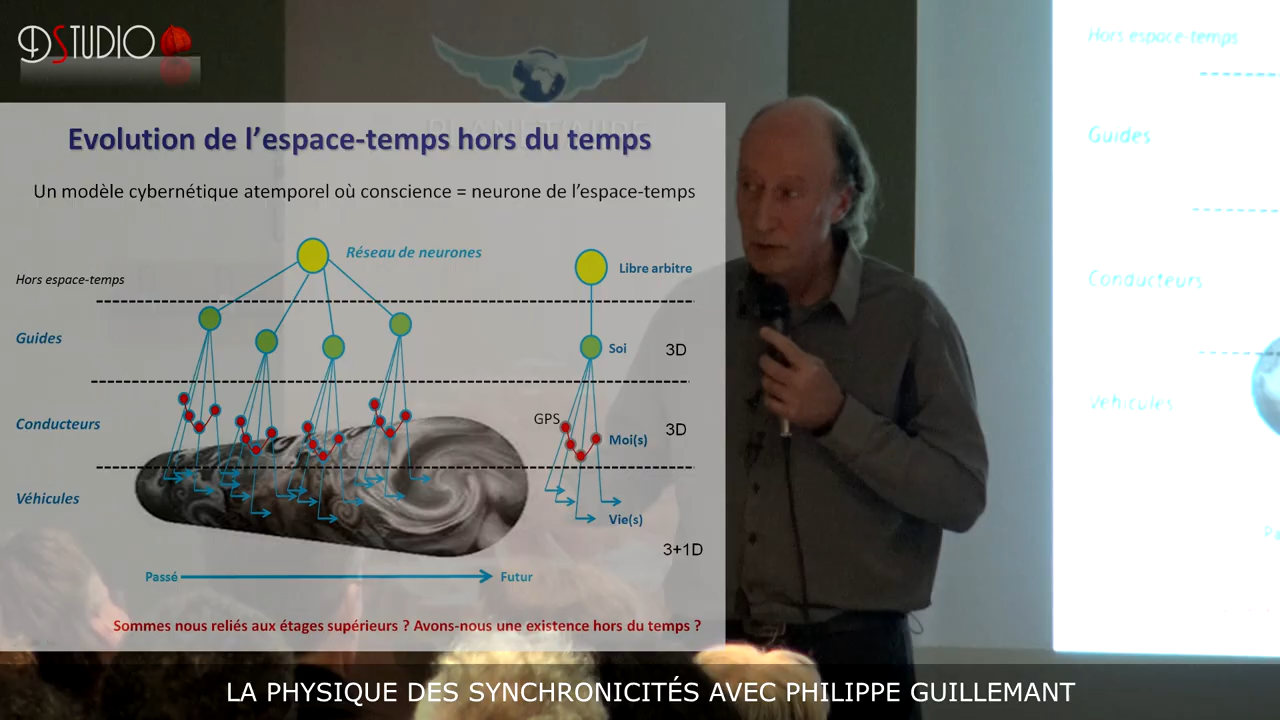 DSTUDIO
PLANET'AIRE
Evolution de l'espace-temps hors du temps
Un modèle cybernétique atemporel où conscience = neurone de l'espace-temps
Réseau de neurones
Libre arbitre
Hors espace-temps
Guides
Soi
3D
GPS
Conducteurs
Moi(s)
3D
Véhicules
Vie(s)
3+1D
Passé
Futur
Sommes nous reliés aux étages supérieurs ? Avons-nous une existence hors du temps ?
Hors espace-temps
Guides
Conducteurs
Véhicules
LA PHYSIQUE DES SYNCHRONICITÉS AVEC PHILIPPE GUILLEMANT